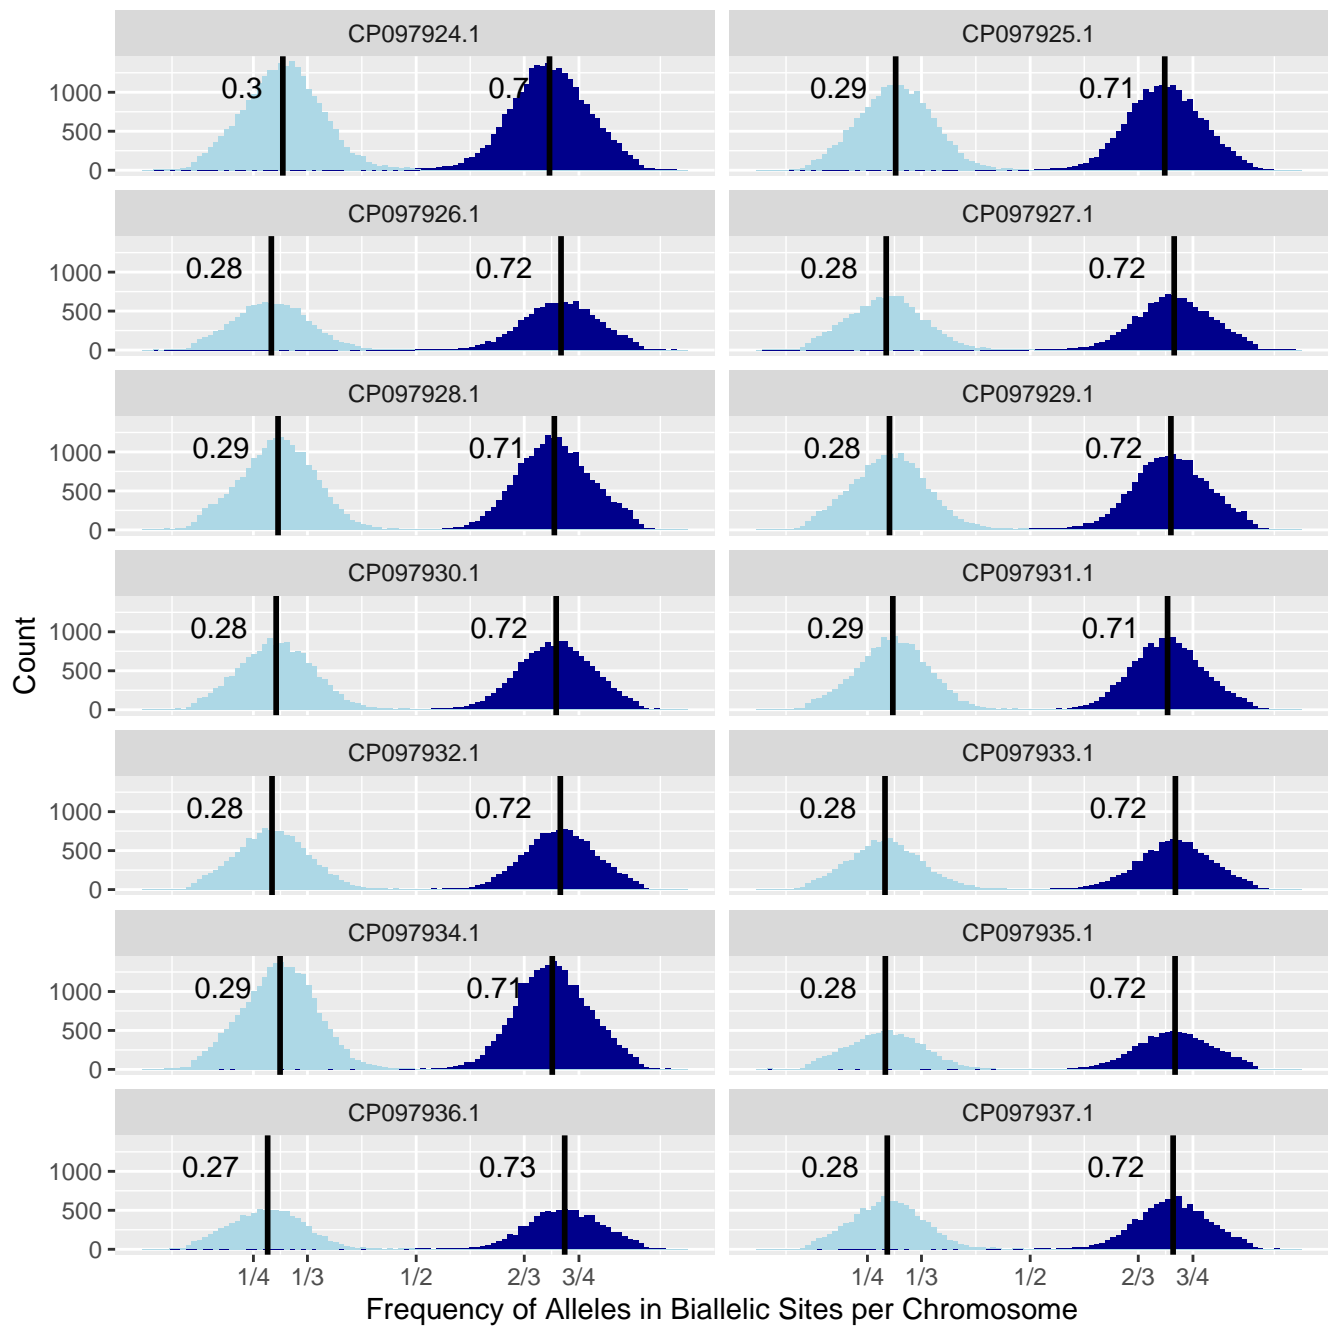 CP097924.1 CP097925.1
0.3 0.7 0.29 0.71
1000
500
0
CP097926.1 CP097927.1
0.28 0.72 0.28 0.72
1000
500
0
CP097928.1 CP097929.1
0.29 0.71 0.28 0.72
1000
500
0
CP097930.1 CP097931.1
0.28 0.72 0.29 0.71
1000
500
0
Count
CP097932.1 CP097933.1
0.28 0.72 0.28 0.72
1000
500
0
CP097934.1 CP097935.1
0.29 0.71 0.28 0.72
1000
500
0
CP097936.1 CP097937.1
0.27 0.73 0.28 0.72
1000
500
0
1/4 1/3 1/2 2/3 3/4 1/4 1/3 1/2 2/3 3/4
Frequency of Alleles in Biallelic Sites per Chromosome